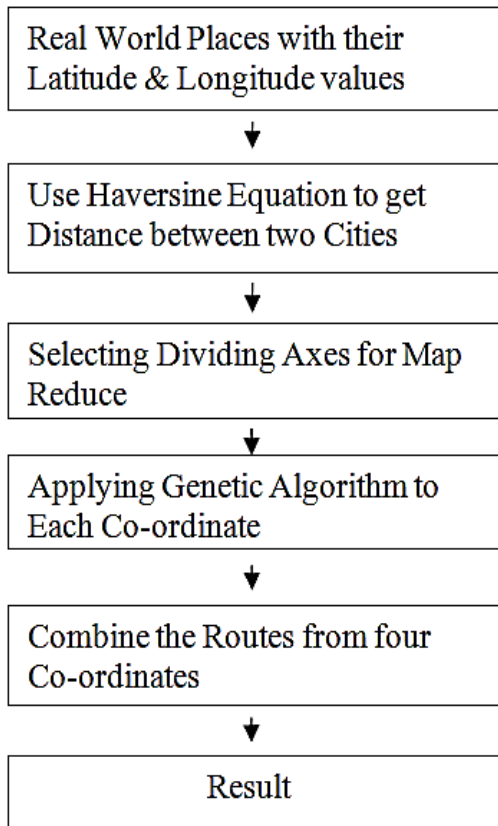 Real World Places with their
Latitude & Longitude values
Use Haversine Equation to get
Distance between two Cities
Selecting Dividing Axes for Map
Reduce
Applying Genetic Algorithm to
Each Co-ordinate
Combine the Routes from four
Co-ordinates
Result